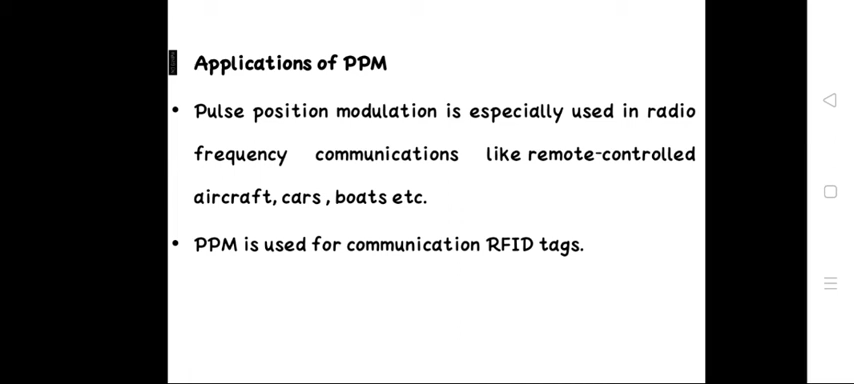 Applications of PPM
• Pulse position modulation is especially used in radio
frequency communications like remote-controlled
aircraft, cars , boats etc.
• PPM is used for communication RFID tags.